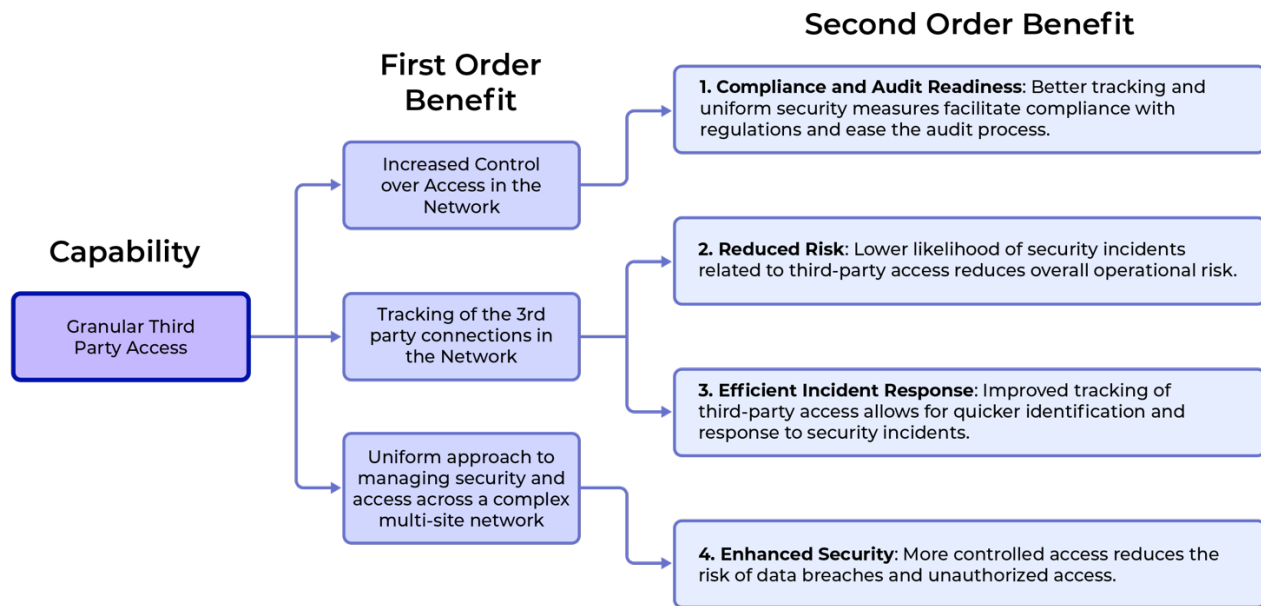 Second Order Benefit
First Order
Benefit
Capability
Granular Third
Party Access
Increased Control
over Access in the
Network
Tracking of the 3rd
party connections in
the Network
Uniform approach to
managing security and
access across a complex
multi-site network
1. Compliance and Audit Readiness: Better tracking and
uniform security measures facilitate compliance with
regulations and ease the audit process.
2. Reduced Risk: Lower likelihood of security incidents
related to third-party access reduces overall operational risk.
3. Efficient Incident Response: Improved tracking of
third-party access allows for quicker identification and
response to security incidents.
4. Enhanced Security: More controlled access reduces the
risk of data breaches and unauthorized access.